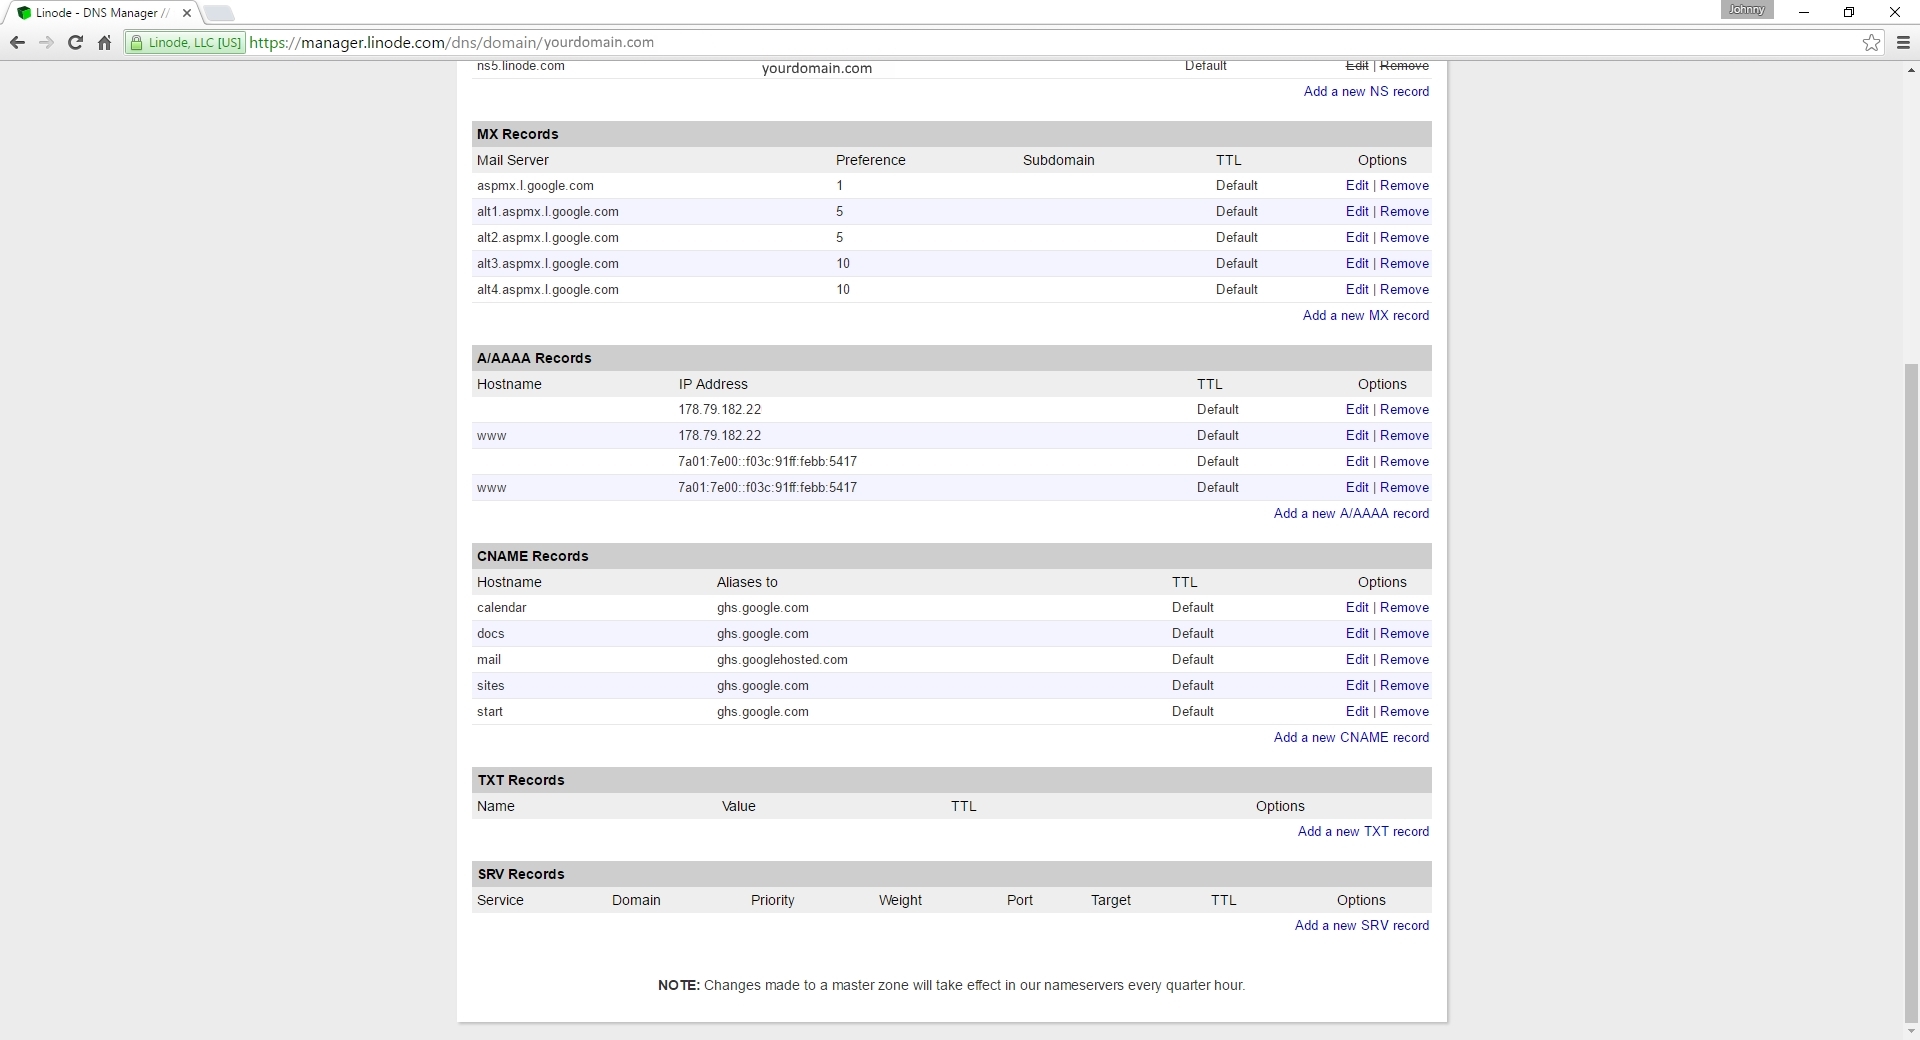 Linode - DNS Manager //
Johnny
Linode, LLC [US] https://manager.linode.com/dns/domain/yourdomain.com
ns5.linode.com yourdomain.com Default Edit | Remove
Add a new NS record
MX Records
Mail Server Preference Subdomain TTL Options
aspmx.l.google.com 1 Default Edit | Remove
alt1.aspmx.l.google.com 5 Default Edit | Remove
alt2.aspmx.l.google.com 5 Default Edit | Remove
alt3.aspmx.l.google.com 10 Default Edit | Remove
alt4.aspmx.l.google.com 10 Default Edit | Remove
Add a new MX record
A/AAAA Records
Hostname IP Address TTL Options
178.79.182.22 Default Edit | Remove
www 178.79.182.22 Default Edit | Remove
7a01:7e00::f03c:91ff:febb:5417 Default Edit | Remove
www 7a01:7e00::f03c:91ff:febb:5417 Default Edit | Remove
Add a new A/AAAA record
CNAME Records
Hostname Aliases to TTL Options
calendar ghs.google.com Default Edit | Remove
docs ghs.google.com Default Edit | Remove
mail ghs.googlehosted.com Default Edit | Remove
sites ghs.google.com Default Edit | Remove
start ghs.google.com Default Edit | Remove
Add a new CNAME record
TXT Records
Name Value TTL Options
Add a new TXT record
SRV Records
Service Domain Priority Weight Port Target TTL Options
Add a new SRV record
NOTE: Changes made to a master zone will take effect in our nameservers every quarter hour.